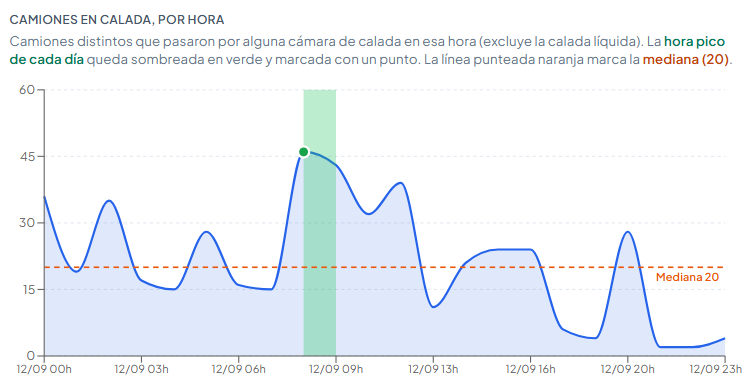 CAMIONES EN CALADA, POR HORA
Camiones distintos que pasaron por alguna cámara de calada en esa hora (excluye la calada líquida). La hora pico
de cada día queda sombreada en verde y marcada con un punto. La línea punteada naranja marca la mediana (20).
60
45
30
15
0
Mediana 20
12/09 00h 12/09 03h 12/09 06h 12/09 09h 12/09 13h 12/09 16h 12/09 20h 12/09 23h